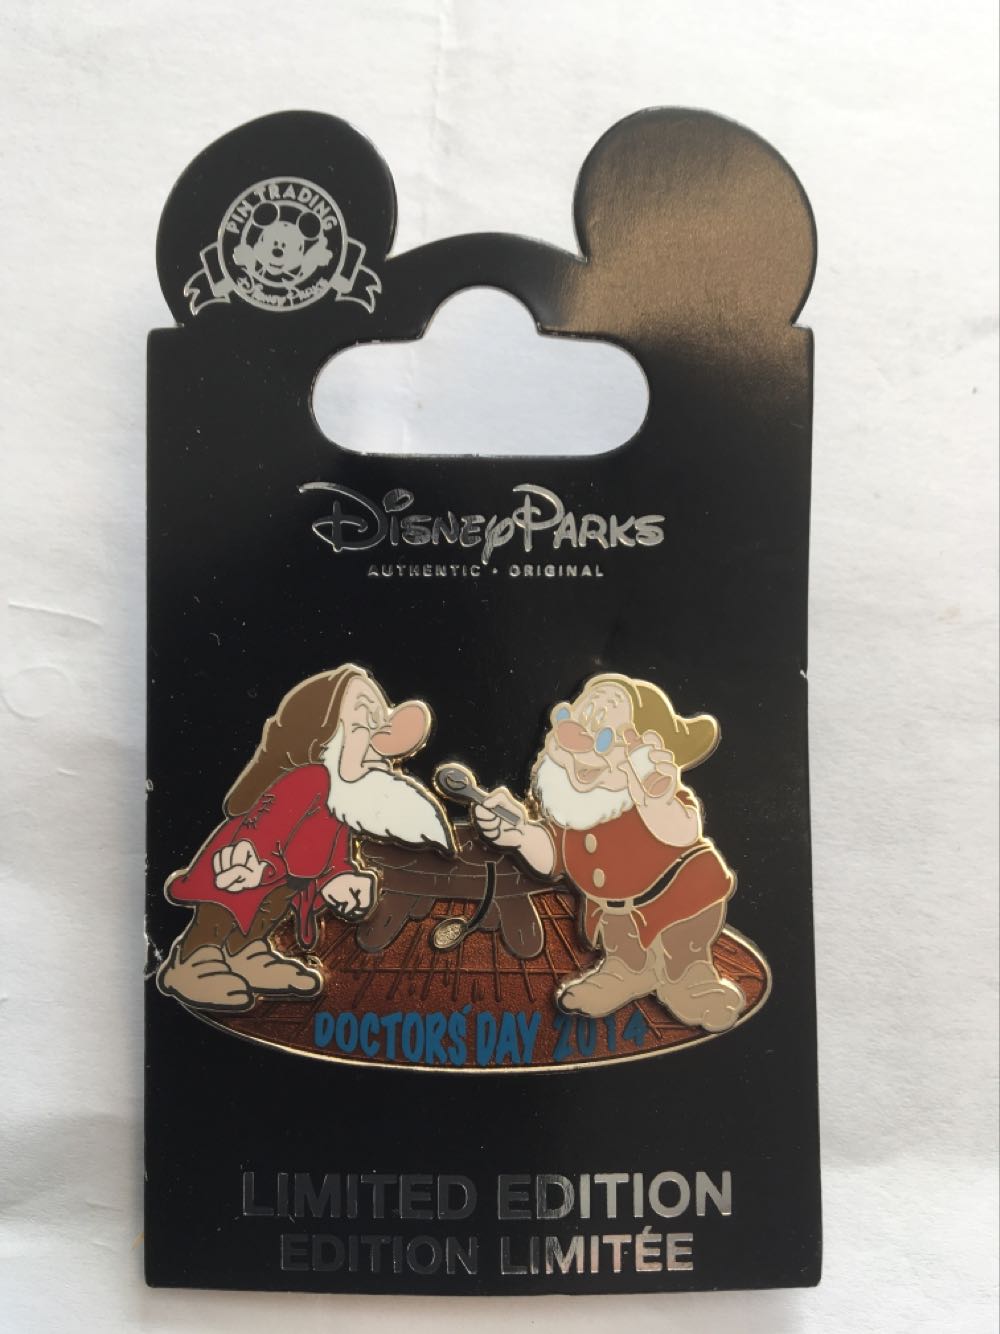 PIN TRADING
Disney Parks
Disney Parks
AUTHENTIC • ORIGINAL
DOCTORS' DAY 2014
LIMITED EDITION
EDITION LIMITÉE